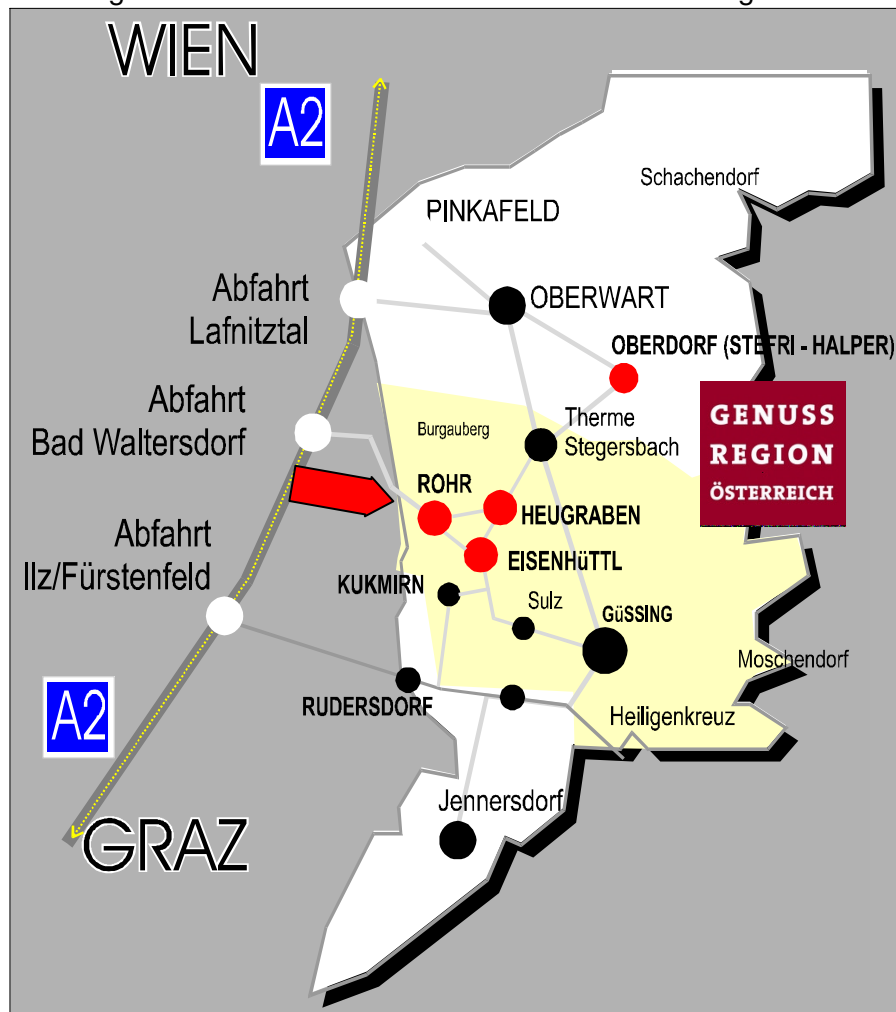 WIEN
A2
Schachendorf
PINKAFELD
Abfahrt
Lafnitztal
OBERWART
OBERDORF (STEFRI - HALPER)
Abfahrt
Bad Waltersdorf
Burgauberg
Therme
Stegersbach
GENUSS
REGION
ÖSTERREICH
ROHR
HEUGRABEN
Abfahrt
Ilz/Fürstenfeld
EISENHüTTL
KUKMIRN
Sulz
GüSSING
Moschendorf
A2
RUDERSDORF
Heiligenkreuz
Jennersdorf
GRAZ